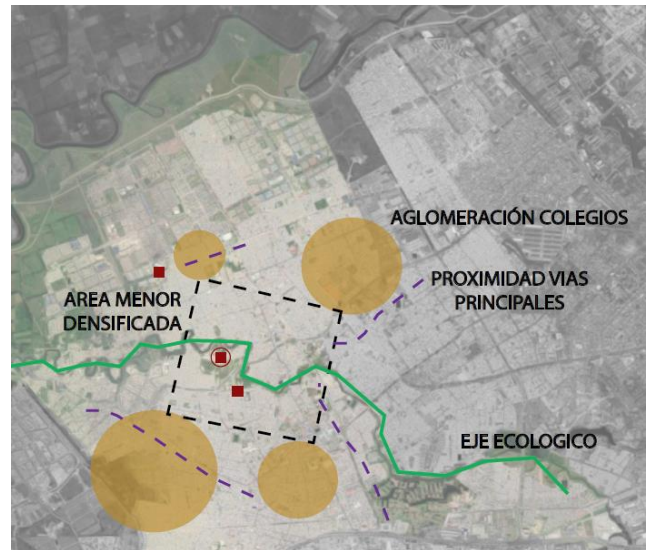 AGLOMERACIÓN COLEGIOS
PROXIMIDAD VIAS
PRINCIPALES
AREA MENOR
DENSIFICADA
EJE ECOLOGICO